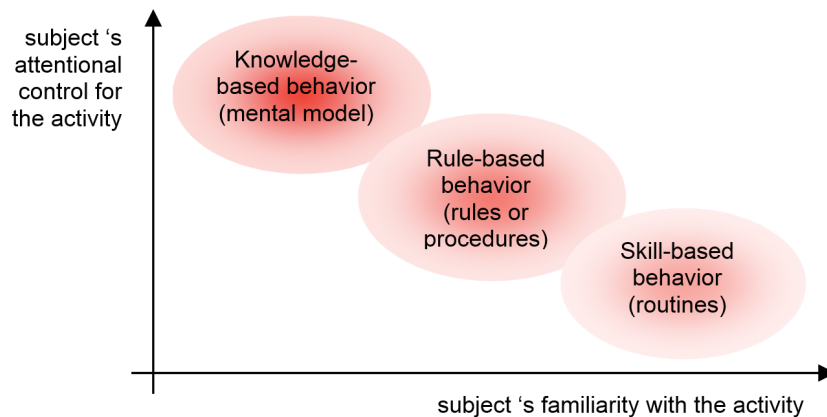 subject ‘s
attentional
control for
the activity
Knowledge-
based behavior
(mental model)
Rule-based
behavior
(rules or
procedures)
Skill-based
behavior
(routines)
subject ‘s familiarity with the activity